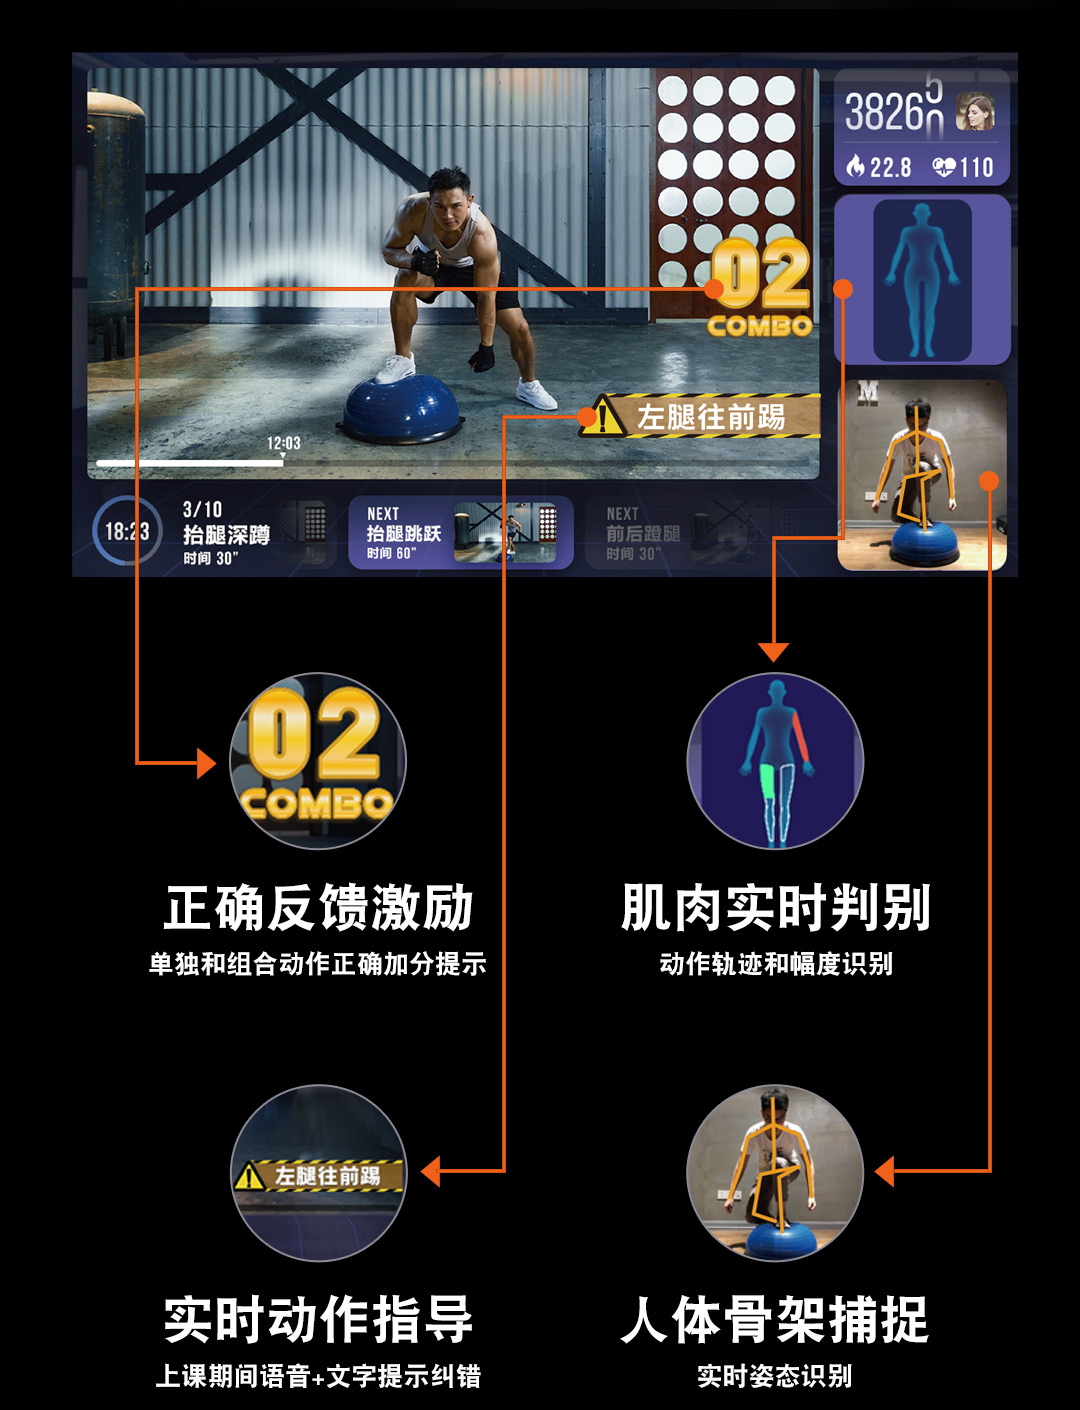 3826
22.8
110
02
COMBO
M
左腿往前踢
12:03
18:23
3/10
抬腿深蹲
时间 30"
NEXT
抬腿跳跃
时间 60"
NEXT
前后蹬腿
时间 30"
02
COMBO
正确反馈激励
单独和组合动作正确加分提示
肌肉实时判别
动作轨迹和幅度识别
左腿往前踢
实时动作指导
上课期间语音+文字提示纠错
人体骨架捕捉
实时姿态识别